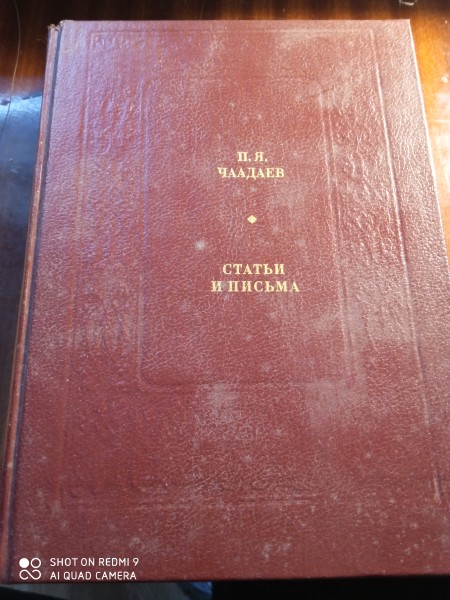 П. Я.
ЧААДАЕВ
СТАТЬИ
И ПИСЬМА
SHOT ON REDMI 9
AI QUAD CAMERA